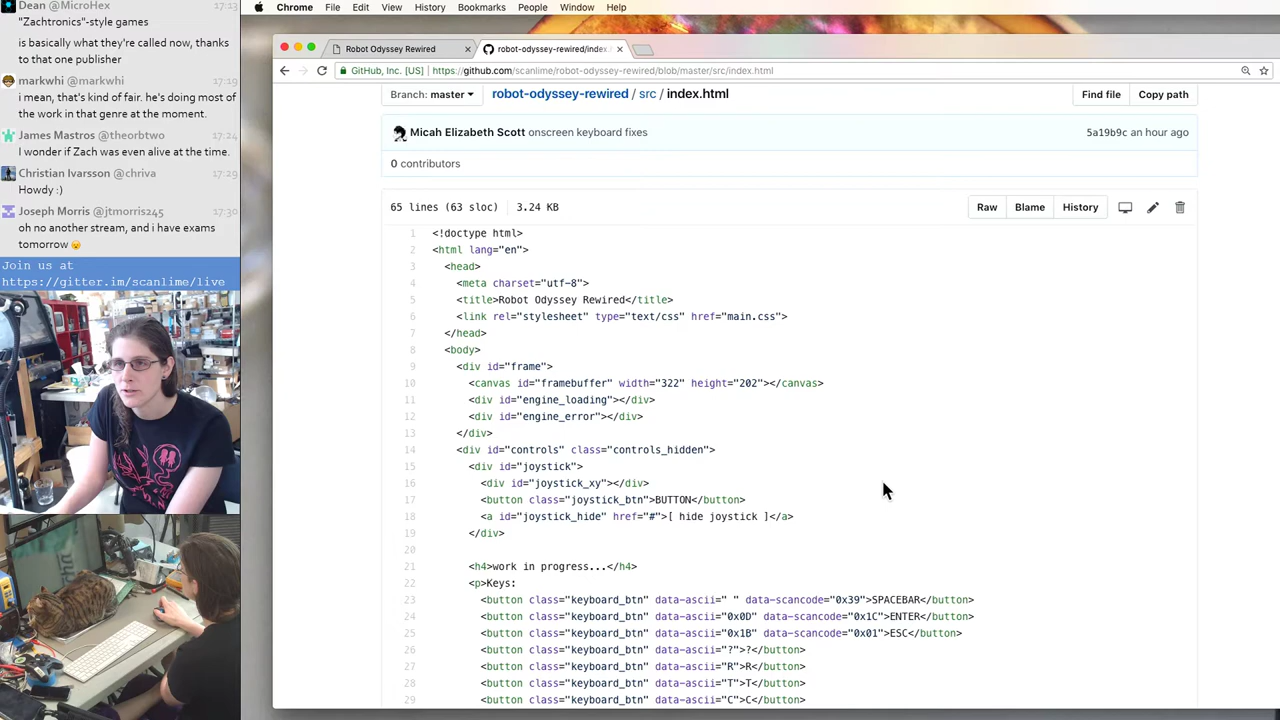 Dean @MicroHex 17:13
"Zachtronics"-style games
is basically what they're called now, thanks
to that one publisher
markwhi @markwhi 17:19
i mean, that's kind of fair. he's doing most of
the work in that genre at the moment.
James Mastros @theorbtwo 17:24
I wonder if Zach was even alive at the time.
Christian Ivarsson @chriva 17:29
Howdy :)
Joseph Morris @jtmorris245 17:30
oh no another stream, and i have exams
tomorrow
Join us at
https://gitter.im/scanlime/live
Chrome File Edit View History Bookmarks People Window Help
Robot Odyssey Rewired
robot-odyssey-rewired/index.h
GitHub, Inc. [US] https://github.com/scanlime/robot-odyssey-rewired/blob/master/src/index.html
Branch: master robot-odyssey-rewired / src / index.html Find file Copy path
Micah Elizabeth Scott onscreen keyboard fixes 5a19b9c an hour ago
0 contributors
65 lines (63 sloc) 3.24 KB Raw Blame History
1 <!doctype html>
2 <html lang="en">
3 <head>
4 <meta charset="utf-8">
5 <title>Robot Odyssey Rewired</title>
6 <link rel="stylesheet" type="text/css" href="main.css">
7 </head>
8 <body>
9 <div id="frame">
10 <canvas id="framebuffer" width="322" height="202"></canvas>
11 <div id="engine_loading"></div>
12 <div id="engine_error"></div>
13 </div>
14 <div id="controls" class="controls_hidden">
15 <div id="joystick">
16 <div id="joystick_xy"></div>
17 <button class="joystick_btn">BUTTON</button>
18 <a id="joystick_hide" href="#">[ hide joystick ]</a>
19 </div>
20
21 <h4>work in progress...</h4>
22 <p>Keys:
23 <button class="keyboard_btn" data-ascii=" " data-scancode="0x39">SPACEBAR</button>
24 <button class="keyboard_btn" data-ascii="0x0D" data-scancode="0x1C">ENTER</button>
25 <button class="keyboard_btn" data-ascii="0x1B" data-scancode="0x01">ESC</button>
26 <button class="keyboard_btn" data-ascii="?">?</button>
27 <button class="keyboard_btn" data-ascii="R">R</button>
28 <button class="keyboard_btn" data-ascii="T">T</button>
29 <button class="keyboard_btn" data-ascii="C">C</button>